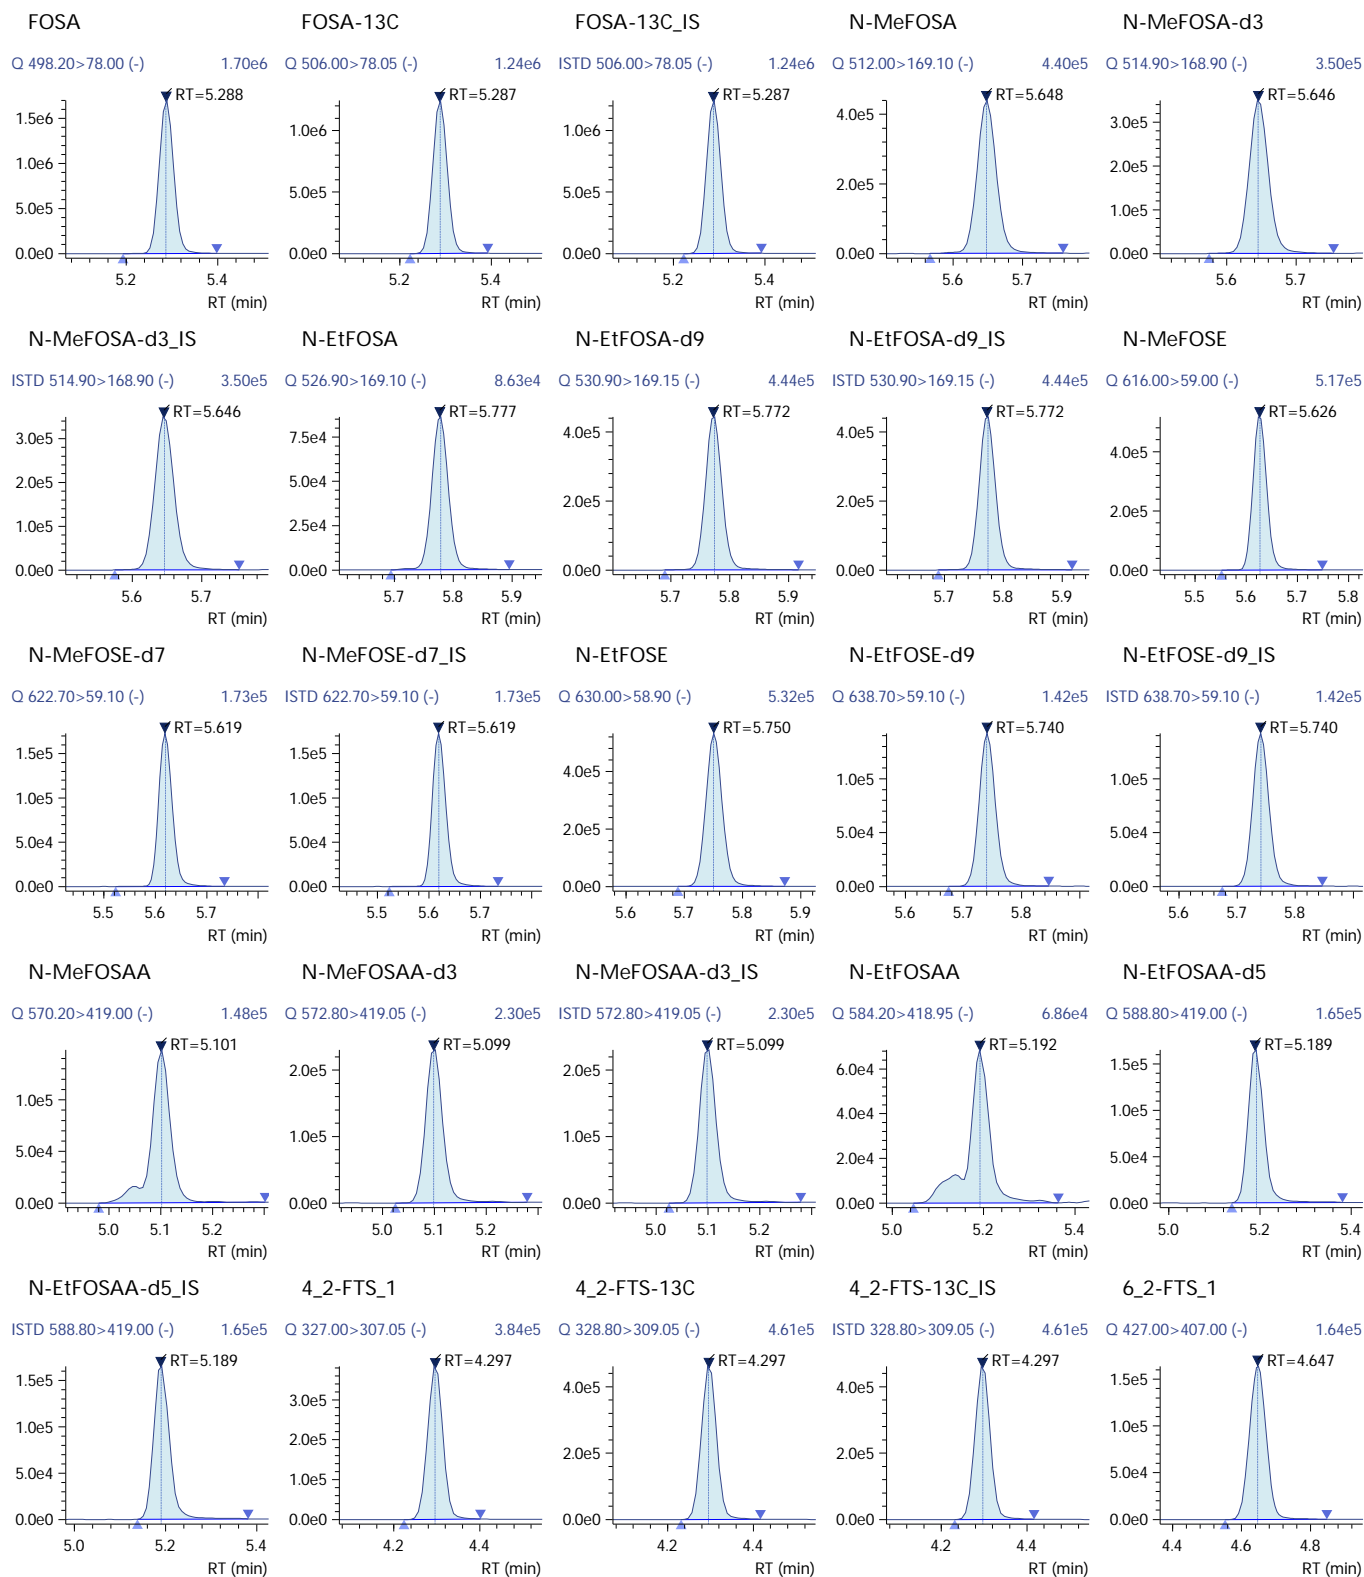 FOSA
Q 498.20>78.00 (-) 1.70e6
RT=5.288
1.5e6
1.0e6
5.0e5
0.0e0
5.2 5.4
RT (min)
FOSA-13C
Q 506.00>78.05 (-) 1.24e6
RT=5.287
1.0e6
5.0e5
0.0e0
5.2 5.4
RT (min)
FOSA-13C_IS
ISTD 506.00>78.05 (-) 1.24e6
RT=5.287
1.0e6
5.0e5
0.0e0
5.2 5.4
RT (min)
N-MeFOSA
Q 512.00>169.10 (-) 4.40e5
RT=5.648
4.0e5
2.0e5
0.0e0
5.6 5.7
RT (min)
N-MeFOSA-d3
Q 514.90>168.90 (-) 3.50e5
RT=5.646
3.0e5
2.0e5
1.0e5
0.0e0
5.6 5.7
RT (min)
N-MeFOSA-d3_IS
ISTD 514.90>168.90 (-) 3.50e5
RT=5.646
3.0e5
2.0e5
1.0e5
0.0e0
5.6 5.7
RT (min)
N-EtFOSA
Q 526.90>169.10 (-) 8.63e4
RT=5.777
7.5e4
5.0e4
2.5e4
0.0e0
5.7 5.8 5.9
RT (min)
N-EtFOSA-d9
Q 530.90>169.15 (-) 4.44e5
RT=5.772
4.0e5
2.0e5
0.0e0
5.7 5.8 5.9
RT (min)
N-EtFOSA-d9_IS
ISTD 530.90>169.15 (-) 4.44e5
RT=5.772
4.0e5
2.0e5
0.0e0
5.7 5.8 5.9
RT (min)
N-MeFOSE
Q 616.00>59.00 (-) 5.17e5
RT=5.626
4.0e5
2.0e5
0.0e0
5.5 5.6 5.7 5.8
RT (min)
N-MeFOSE-d7
Q 622.70>59.10 (-) 1.73e5
RT=5.619
1.5e5
1.0e5
5.0e4
0.0e0
5.5 5.6 5.7
RT (min)
N-MeFOSE-d7_IS
ISTD 622.70>59.10 (-) 1.73e5
RT=5.619
1.5e5
1.0e5
5.0e4
0.0e0
5.5 5.6 5.7
RT (min)
N-EtFOSE
Q 630.00>58.90 (-) 5.32e5
RT=5.750
4.0e5
2.0e5
0.0e0
5.6 5.7 5.8 5.9
RT (min)
N-EtFOSE-d9
Q 638.70>59.10 (-) 1.42e5
RT=5.740
1.0e5
5.0e4
0.0e0
5.6 5.7 5.8
RT (min)
N-EtFOSE-d9_IS
ISTD 638.70>59.10 (-) 1.42e5
RT=5.740
1.0e5
5.0e4
0.0e0
5.6 5.7 5.8
RT (min)
N-MeFOSAA
Q 570.20>419.00 (-) 1.48e5
RT=5.101
1.0e5
5.0e4
0.0e0
5.0 5.1 5.2
RT (min)
N-MeFOSAA-d3
Q 572.80>419.05 (-) 2.30e5
RT=5.099
2.0e5
1.0e5
0.0e0
5.0 5.1 5.2
RT (min)
N-MeFOSAA-d3_IS
ISTD 572.80>419.05 (-) 2.30e5
RT=5.099
2.0e5
1.0e5
0.0e0
5.0 5.1 5.2
RT (min)
N-EtFOSAA
Q 584.20>418.95 (-) 6.86e4
RT=5.192
6.0e4
4.0e4
2.0e4
0.0e0
5.0 5.2 5.4
RT (min)
N-EtFOSAA-d5
Q 588.80>419.00 (-) 1.65e5
RT=5.189
1.5e5
1.0e5
5.0e4
0.0e0
5.0 5.2 5.4
RT (min)
N-EtFOSAA-d5_IS
ISTD 588.80>419.00 (-) 1.65e5
RT=5.189
1.5e5
1.0e5
5.0e4
0.0e0
5.0 5.2 5.4
RT (min)
4_2-FTS_1
Q 327.00>307.05 (-) 3.84e5
RT=4.297
3.0e5
2.0e5
1.0e5
0.0e0
4.2 4.4
RT (min)
4_2-FTS-13C
Q 328.80>309.05 (-) 4.61e5
RT=4.297
4.0e5
2.0e5
0.0e0
4.2 4.4
RT (min)
4_2-FTS-13C_IS
ISTD 328.80>309.05 (-) 4.61e5
RT=4.297
4.0e5
2.0e5
0.0e0
4.2 4.4
RT (min)
6_2-FTS_1
Q 427.00>407.00 (-) 1.64e5
RT=4.647
1.5e5
1.0e5
5.0e4
0.0e0
4.4 4.6 4.8
RT (min)